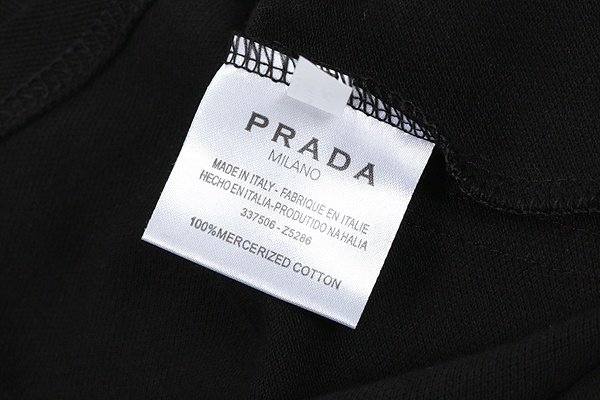 PRADA
MILANO
MADE IN ITALY - FABRIQUE EN ITALIE
HECHO EN ITALIA-PRODUTIDO NA HALIA
337506 - Z5286
100%MERCERIZED COTTON